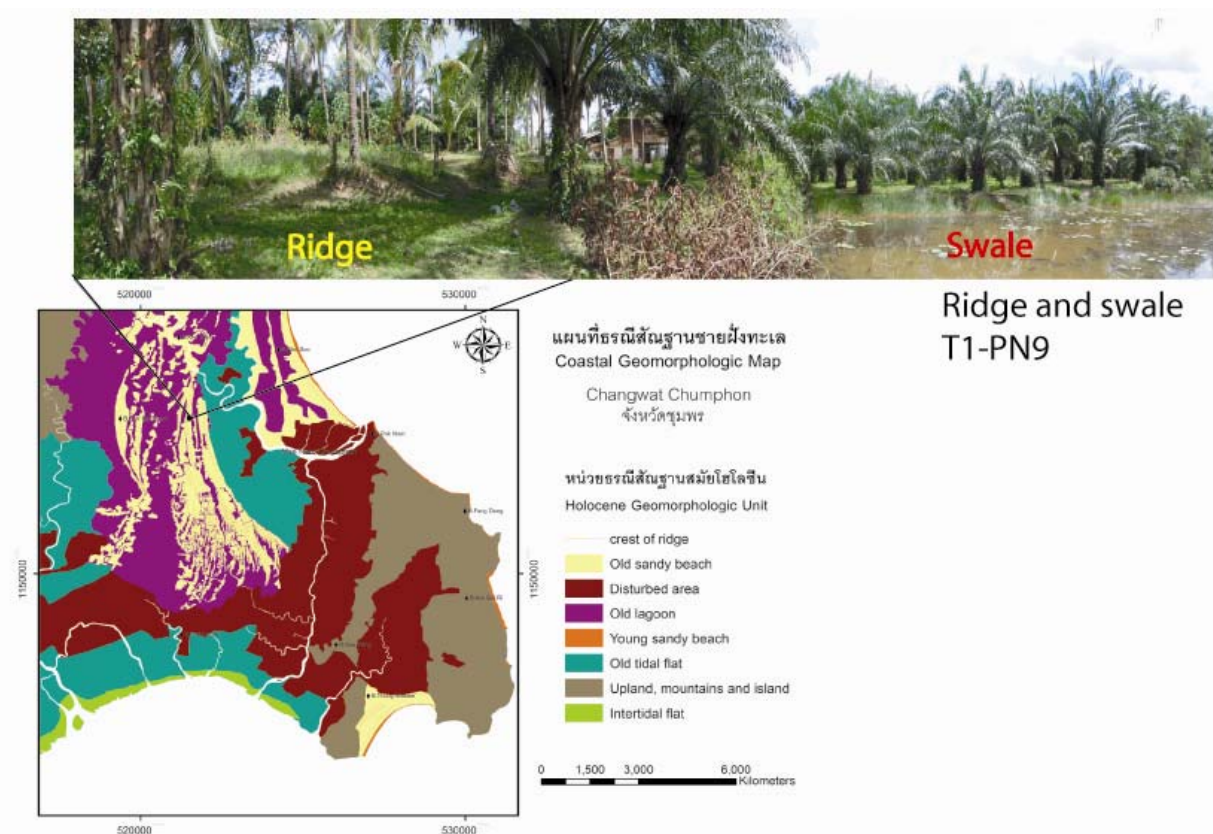 Ridge
Swale
Ridge and swale
T1-PN9
520000
530000
N
W E
S
แผนที่ธรณีสัณฐานชายฝั่งทะเล
Coastal Geomorphologic Map
Changwat Chumphon
จังหวัดชุมพร
หน่วยธรณีสัณฐานสมัยโฮโลซีน
Holocene Geomorphologic Unit
crest of ridge
Old sandy beach
Disturbed area
Old lagoon
Young sandy beach
Old tidal flat
Upland, mountains and island
Intertidal flat
0 1,500 3,000 6,000
Kilometers
1150000
1150000
520000
530000